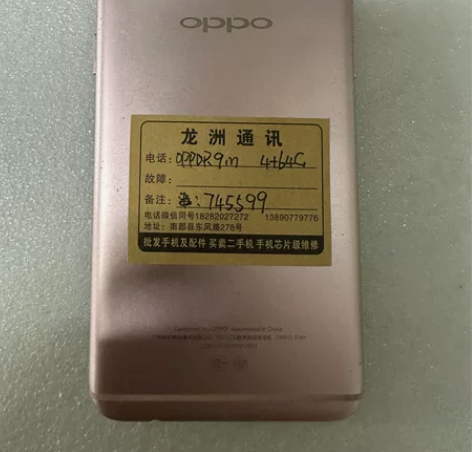 oppo
龙洲通讯
电话: OPPOR9m 4+64G
故障:
备注: 745599
电话微信同号18282027272 13890779776
地址: 南部县东风路278号
批发手机及配件 买卖二手机 手机芯片级维修